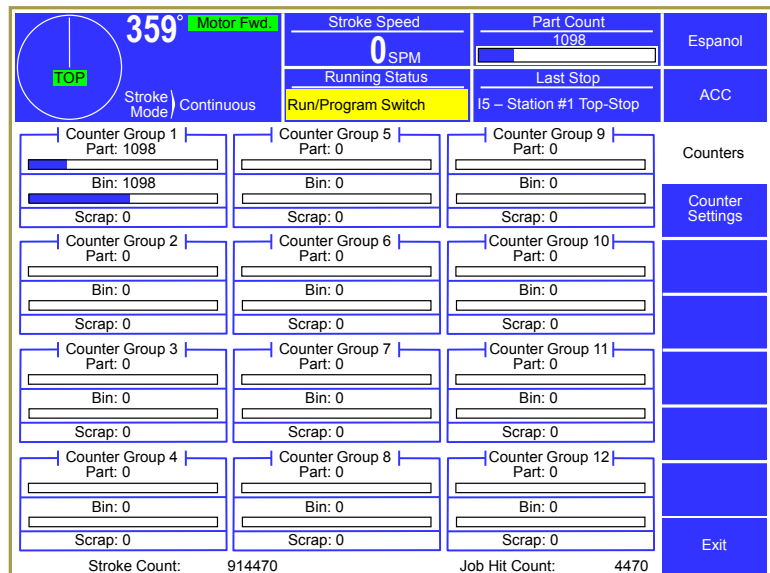 359° Motor Fwd.
TOP
Stroke Mode Continuous
Stroke Speed
0 SPM
Part Count
1098
Running Status
Run/Program Switch
Last Stop
I5 – Station #1 Top-Stop
Espanol
ACC
Counters
Counter Settings
Exit
Counter Group 1
Part: 1098
Bin: 1098
Scrap: 0
Counter Group 5
Part: 0
Bin: 0
Scrap: 0
Counter Group 9
Part: 0
Bin: 0
Scrap: 0
Counter Group 2
Part: 0
Bin: 0
Scrap: 0
Counter Group 6
Part: 0
Bin: 0
Scrap: 0
Counter Group 10
Part: 0
Bin: 0
Scrap: 0
Counter Group 3
Part: 0
Bin: 0
Scrap: 0
Counter Group 7
Part: 0
Bin: 0
Scrap: 0
Counter Group 11
Part: 0
Bin: 0
Scrap: 0
Counter Group 4
Part: 0
Bin: 0
Scrap: 0
Counter Group 8
Part: 0
Bin: 0
Scrap: 0
Counter Group 12
Part: 0
Bin: 0
Scrap: 0
Stroke Count: 914470
Job Hit Count: 4470